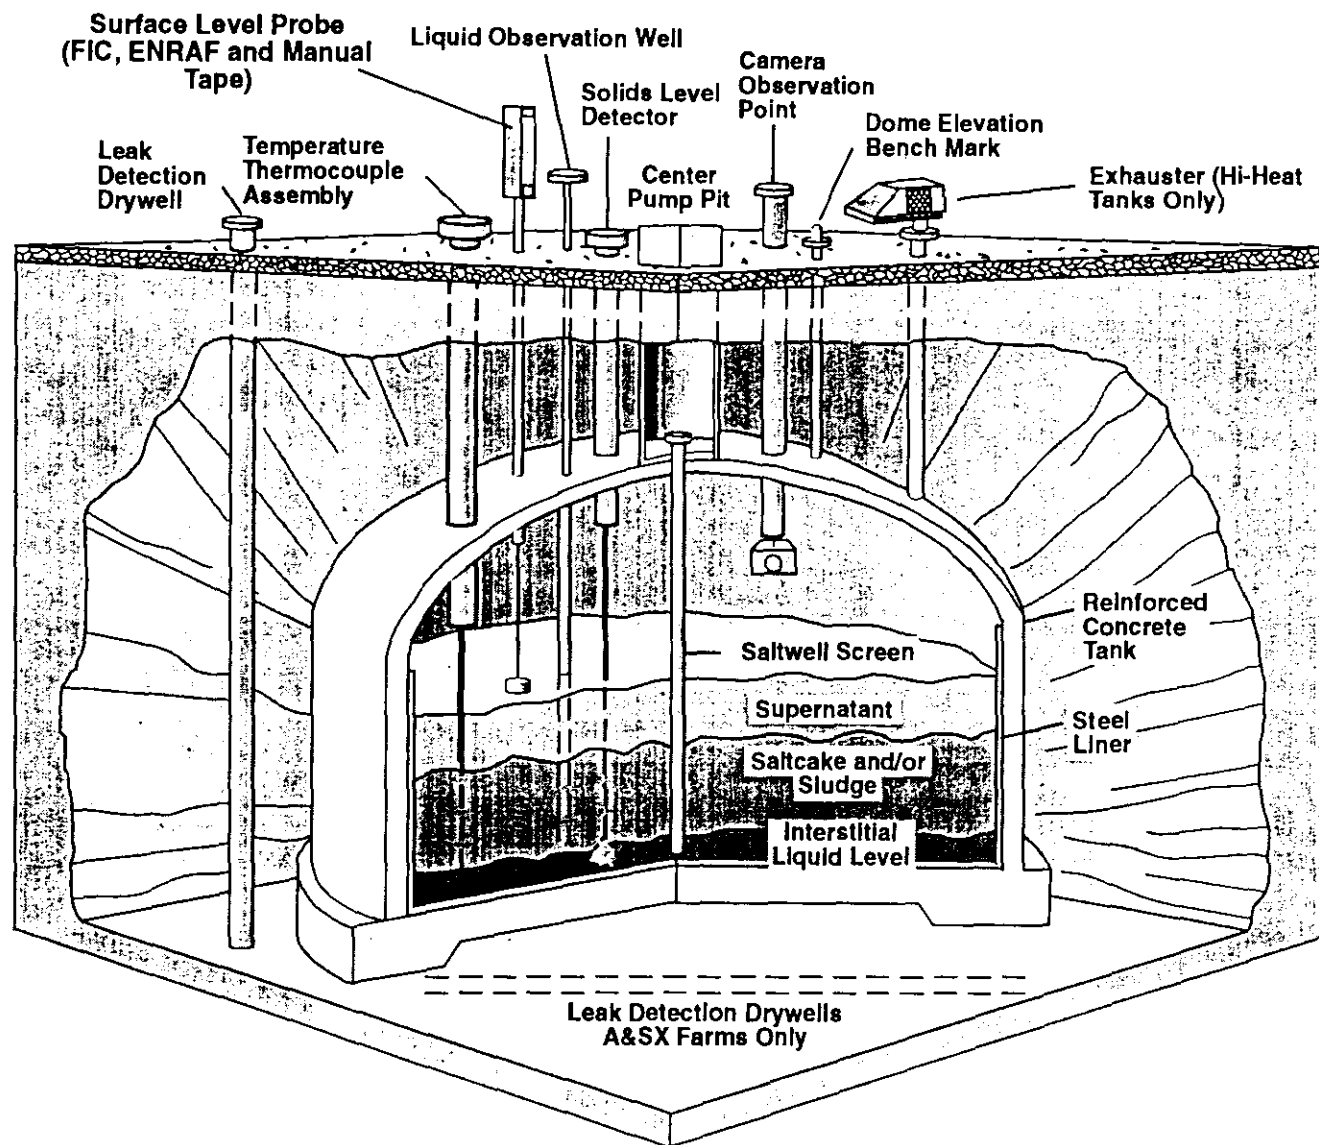 Surface Level Probe
(FIC, ENRAF and Manual
Tape)
Liquid Observation Well
Solids Level
Detector
Camera
Observation
Point
Dome Elevation
Bench Mark
Leak
Detection
Drywell
Temperature
Thermocouple
Assembly
Center
Pump Pit
Exhauster (Hi-Heat
Tanks Only)
Reinforced
Concrete
Tank
Saltwell Screen
Supernatant
Steel
Liner
Saltcake and/or
Sludge
Interstitial
Liquid Level
Leak Detection Drywells
A&SX Farms Only